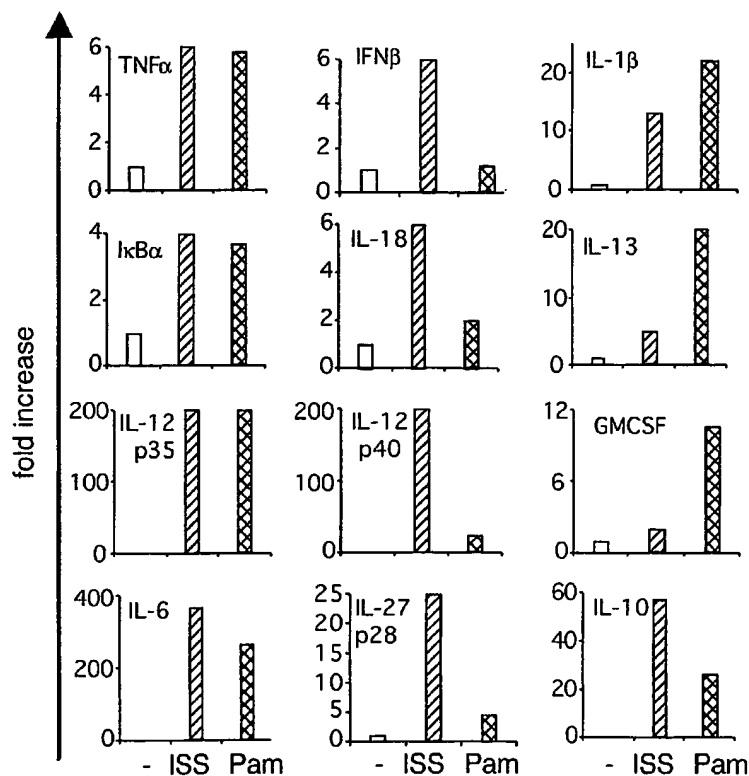 fold increase
TNFα
6
4
2
0
IFNβ
6
4
2
0
IL-1β
20
10
0
IκBα
4
2
0
IL-18
6
4
2
0
IL-13
20
10
0
IL-12
p35
200
100
0
IL-12
p40
200
100
0
GMCSF
12
6
0
IL-6
400
200
0
IL-27
p28
25
20
15
10
5
0
IL-10
60
40
20
0
- ISS Pam
- ISS Pam
- ISS Pam